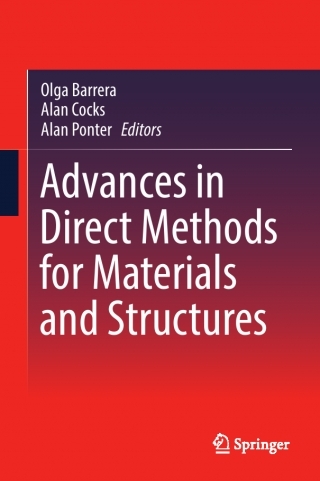 Olga Barrera
Alan Cocks
Alan Ponter Editors
Advances in
Direct Methods
for Materials
and Structures
Springer